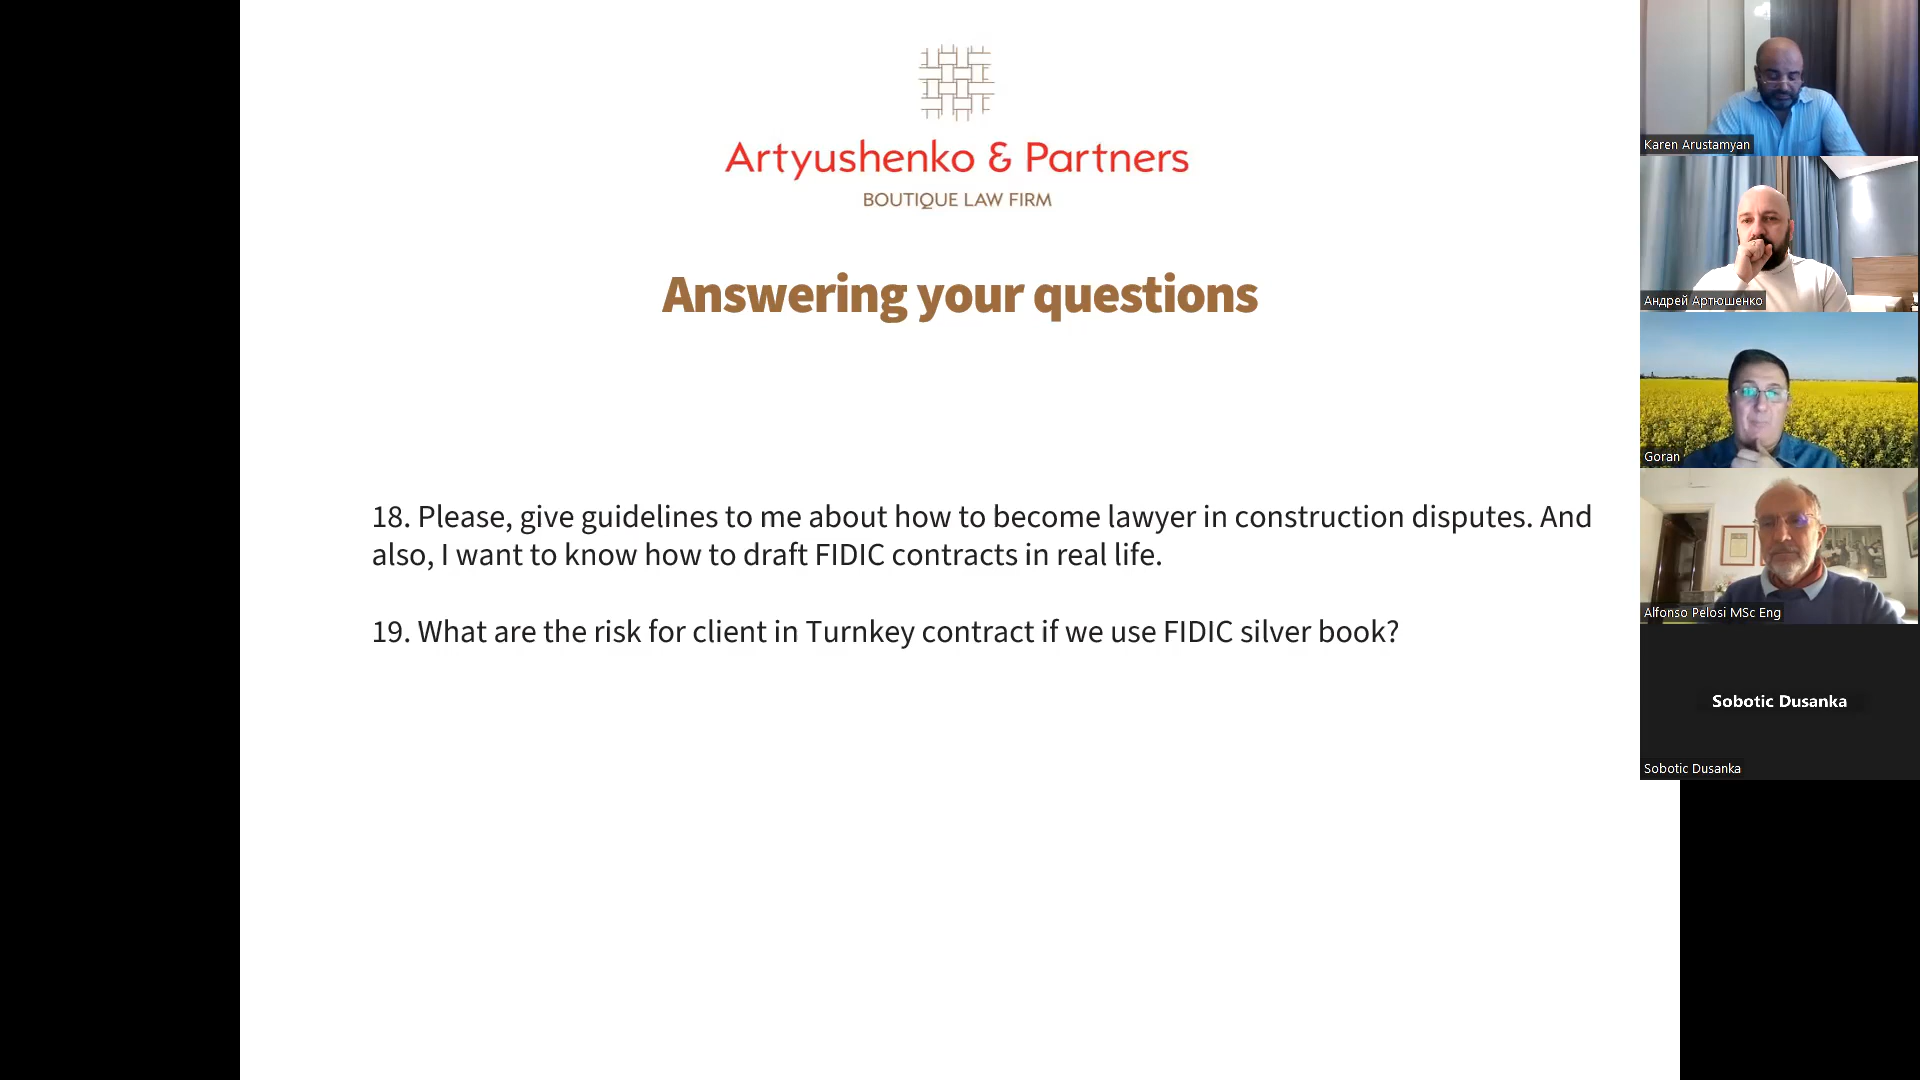 Artyushenko & Partners
BOUTIQUE LAW FIRM
Answering your questions
18. Please, give guidelines to me about how to become lawyer in construction disputes. And
also, I want to know how to draft FIDIC contracts in real life.
19. What are the risk for client in Turnkey contract if we use FIDIC silver book?
Karen Arustamyan
Андрей Артюшенко
Goran
Alfonso Pelosi MSc Eng
Sobotic Dusanka
Sobotic Dusanka